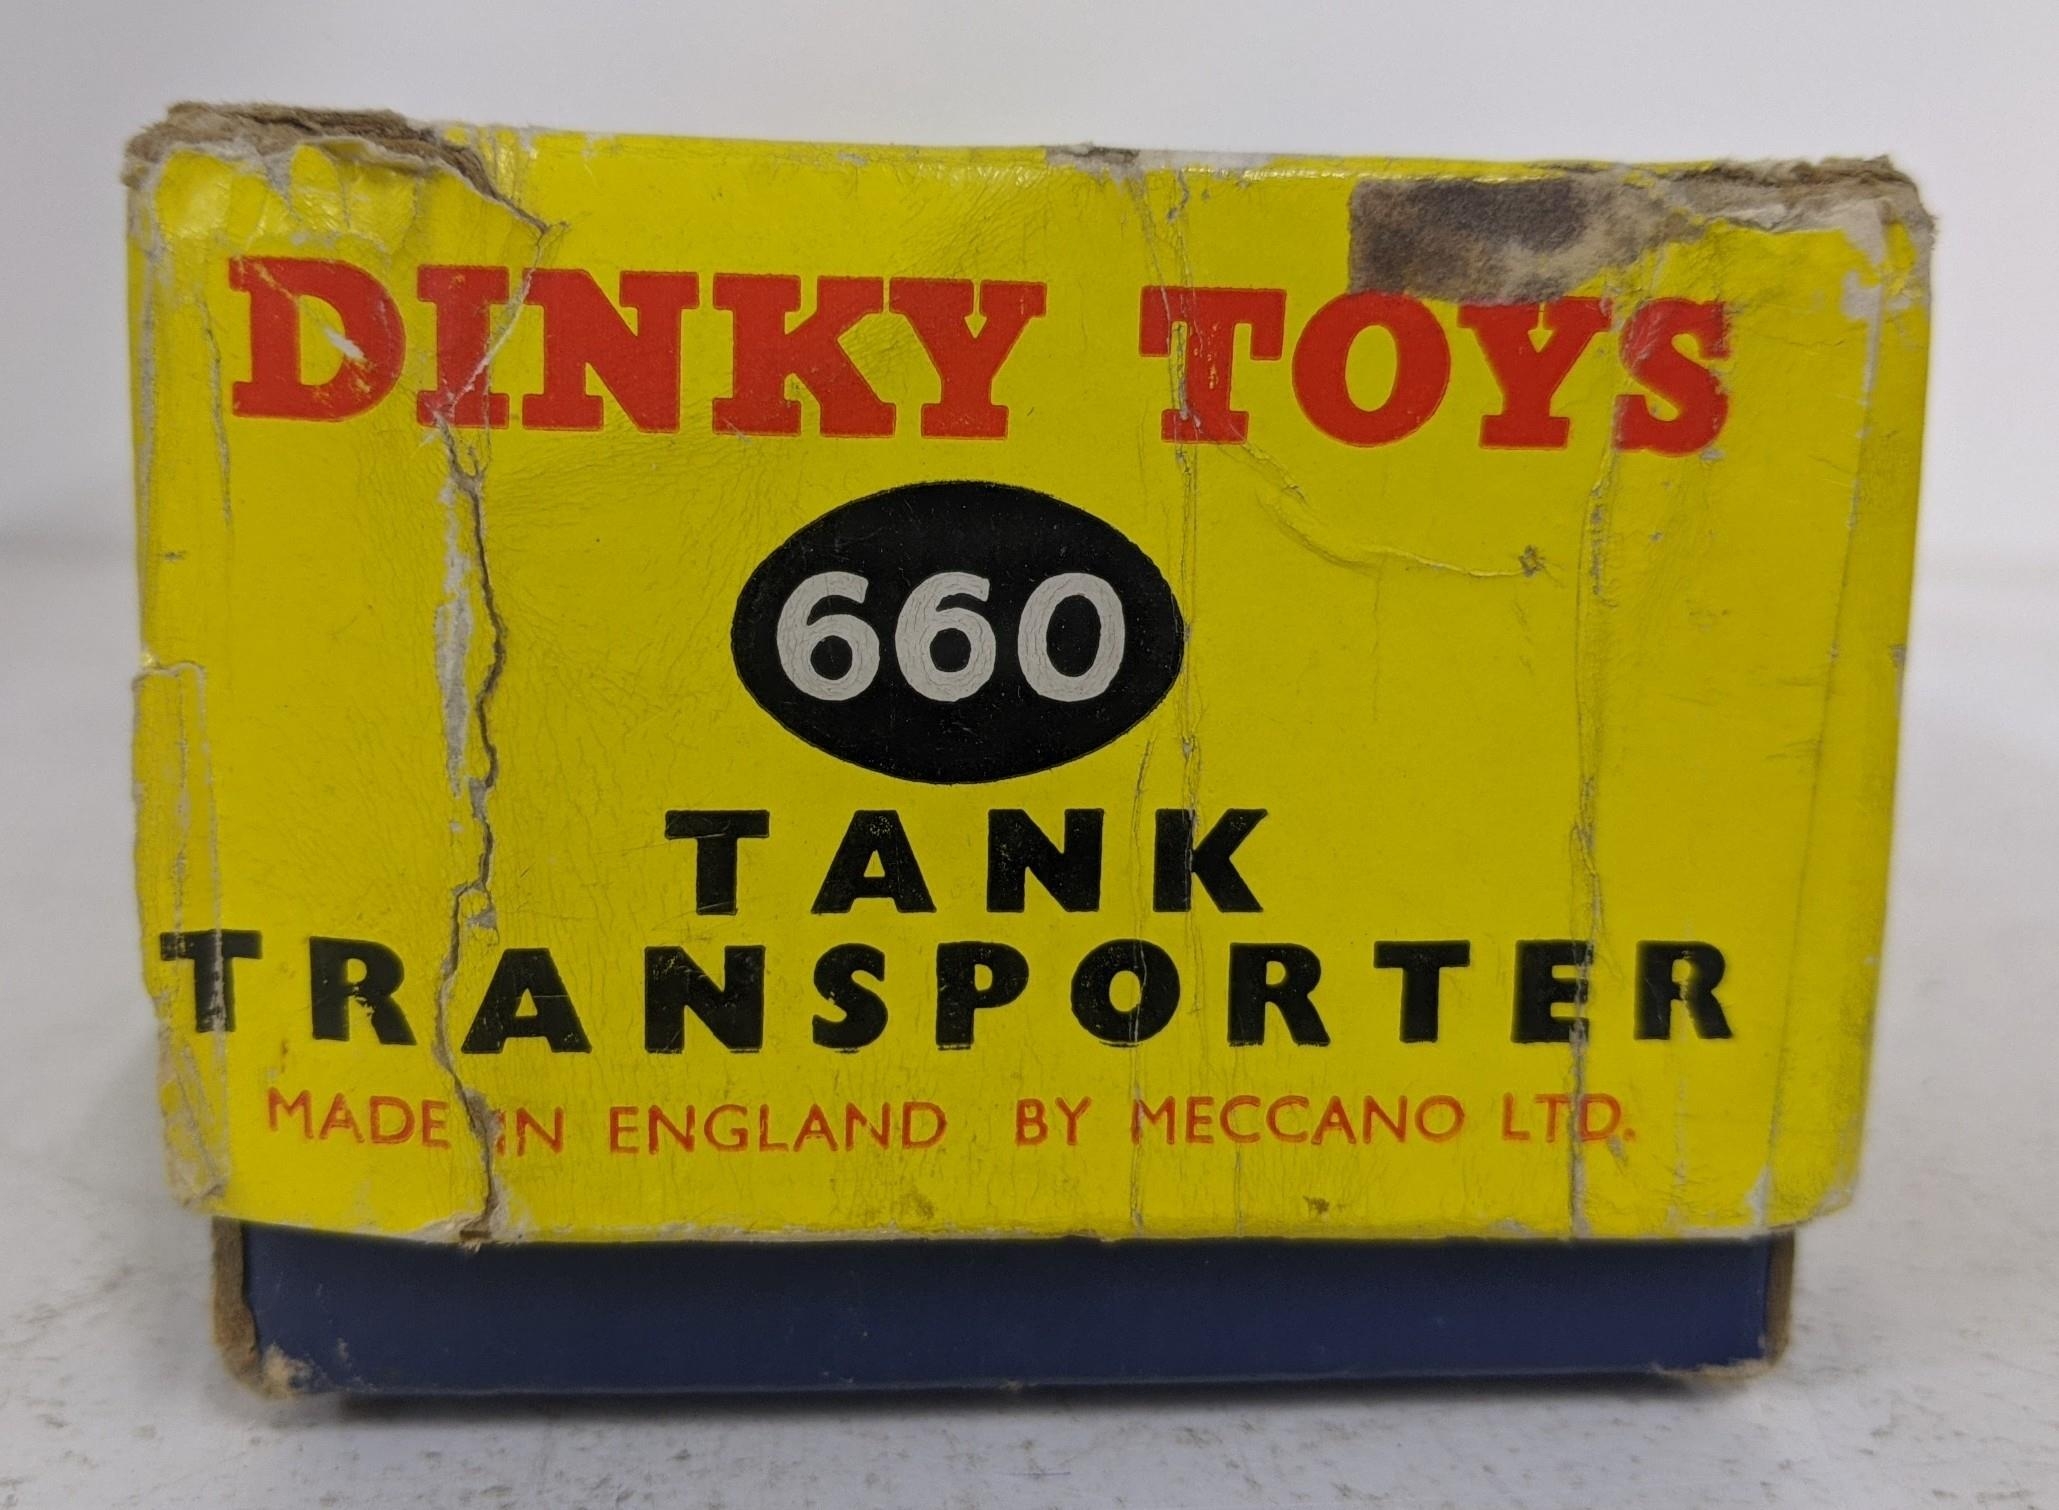 DINKY TOYS
660
TANK
TRANSPORTER
MADE IN ENGLAND BY MECCANO LTD.